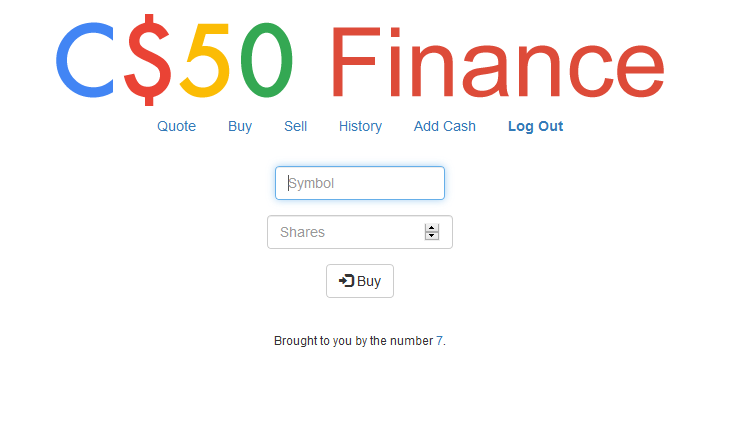 C$50 Finance
Quote Buy Sell History Add Cash Log Out
Symbol
Shares
Buy
Brought to you by the number 7.